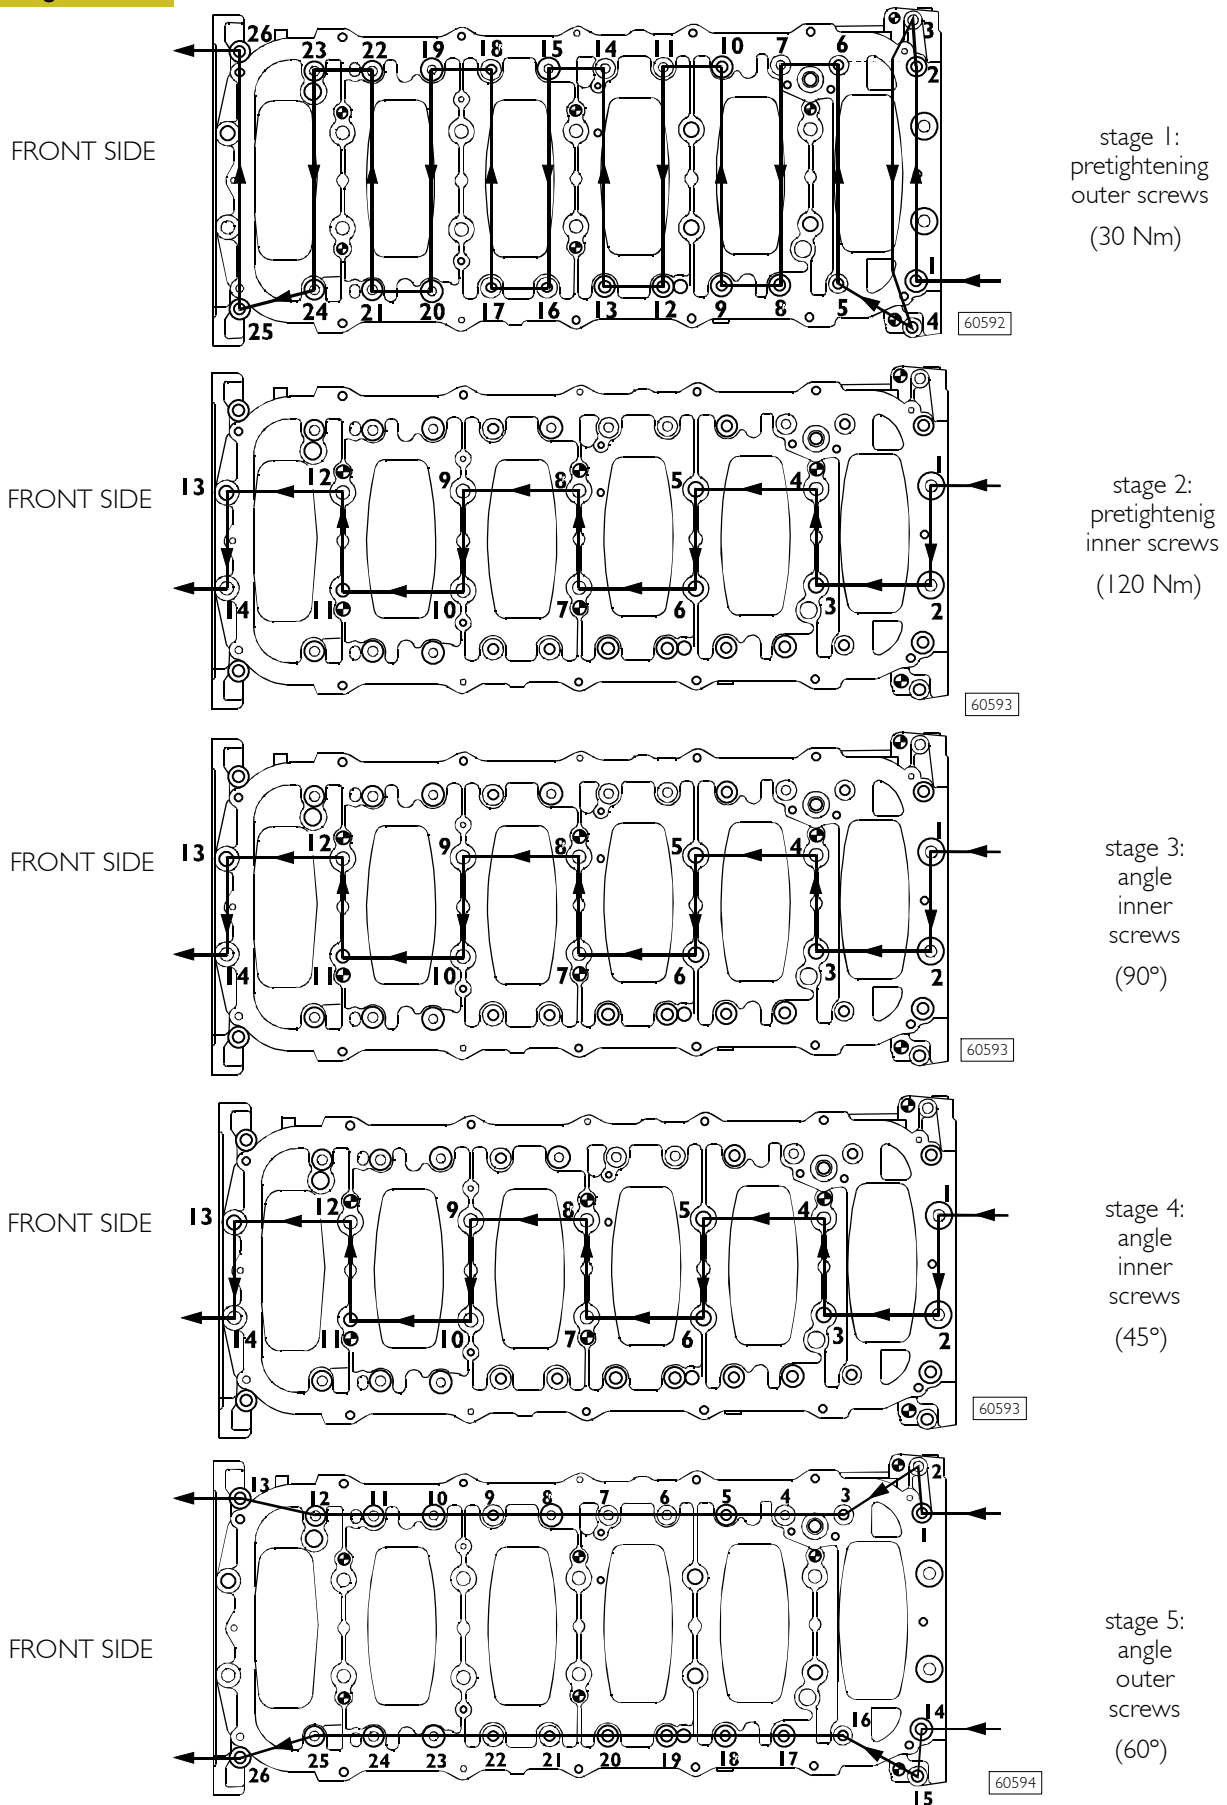 26 23 22 19 18 15 14 11 10 7 6 3
2
FRONT SIDE
stage 1:
pretightening
outer screws
(30 Nm)
1
25 24 21 20 17 16 13 12 9 8 5 4
60592
13 12 9 8 5 4 1
FRONT SIDE
stage 2:
pretightenig
inner screws
(120 Nm)
14 11 10 7 6 3 2
60593
13 12 9 8 5 4 1
FRONT SIDE
stage 3:
angle
inner
screws
(90°)
14 11 10 7 6 3 2
60593
13 12 9 8 5 4 1
FRONT SIDE
stage 4:
angle
inner
screws
(45°)
14 11 10 7 6 3 2
60593
13 12 11 10 9 8 7 6 5 4 3 2
1
FRONT SIDE
stage 5:
angle
outer
screws
(60°)
16 14
26 25 24 23 22 21 20 19 18 17
15
60594